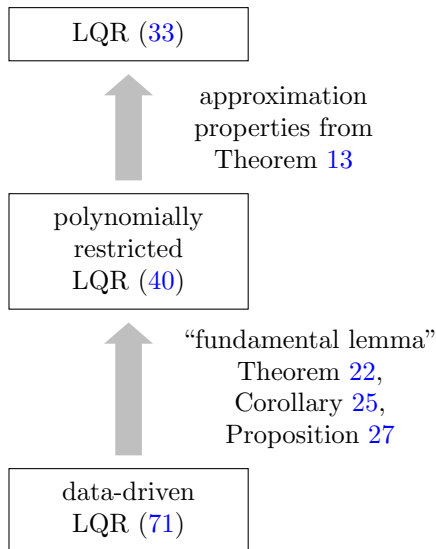 LQR (33)
approximation
properties from
Theorem 13
polynomially
restricted
LQR (40)
“fundamental lemma”
Theorem 22,
Corollary 25,
Proposition 27
data-driven
LQR (71)